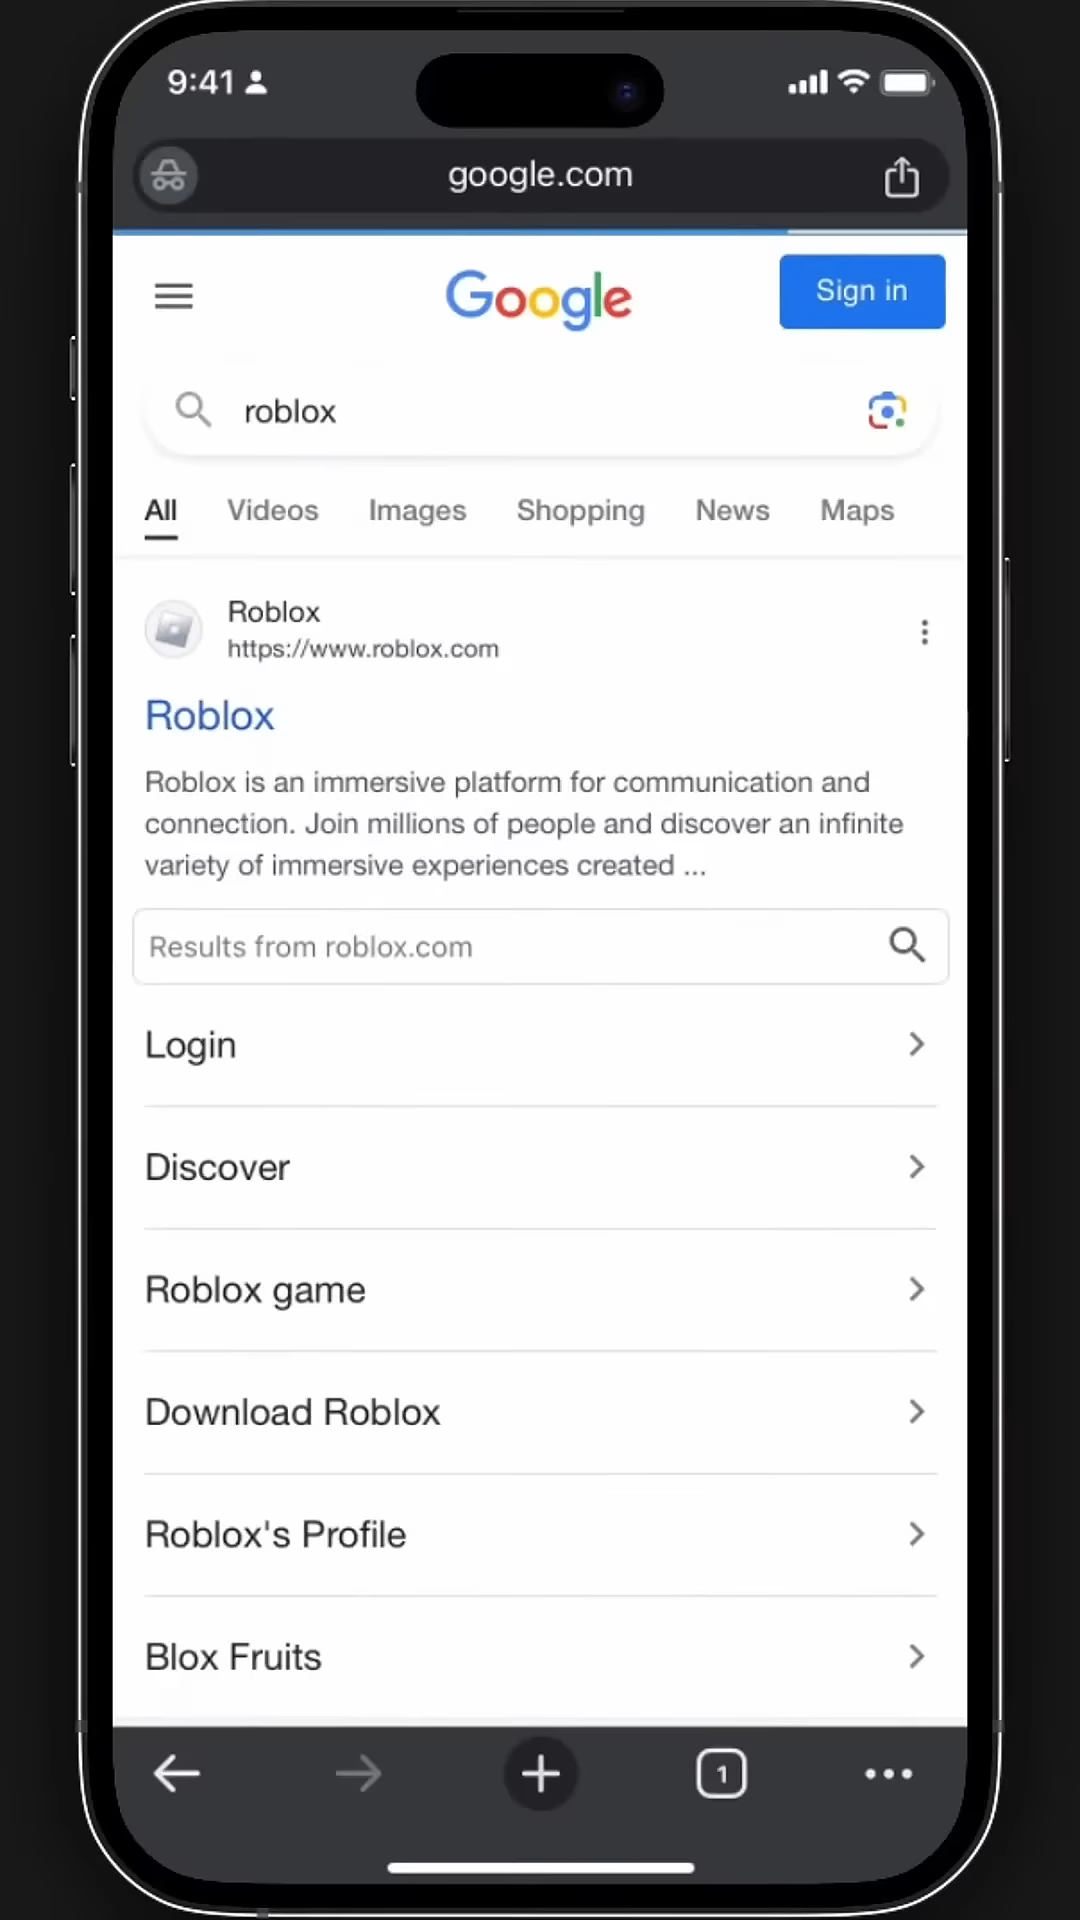 9:41
google.com
Google
Sign in
roblox
All Videos Images Shopping News Maps
Roblox
https://www.roblox.com
Roblox
Roblox is an immersive platform for communication and
connection. Join millions of people and discover an infinite
variety of immersive experiences created ...
Results from roblox.com
Login
Discover
Roblox game
Download Roblox
Roblox's Profile
Blox Fruits
1